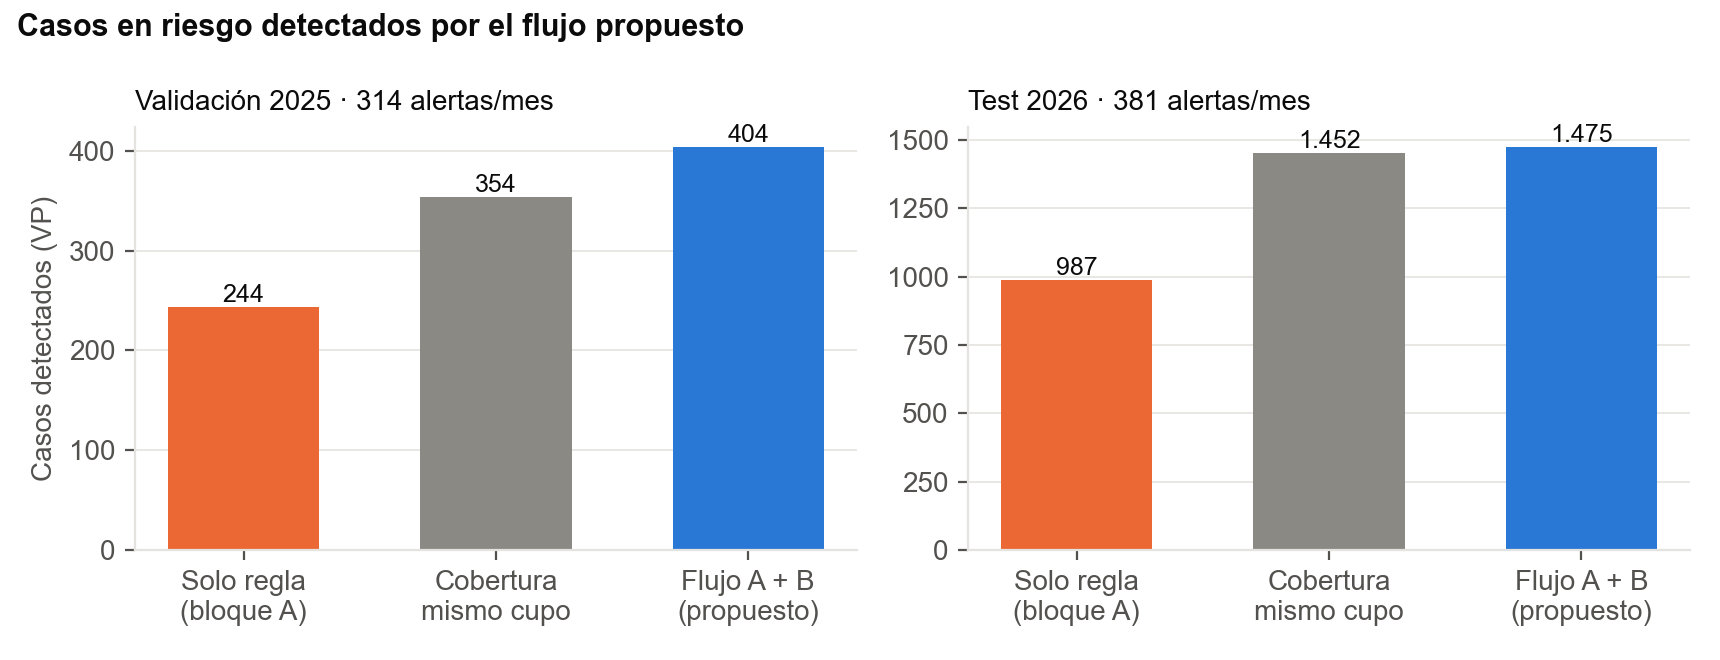 Casos en riesgo detectados por el flujo propuesto
Validación 2025 · 314 alertas/mes
Casos detectados (VP)
400
300
200
100
0
244
354
404
Solo regla
(bloque A)
Cobertura
mismo cupo
Flujo A + B
(propuesto)
Test 2026 · 381 alertas/mes
1500
1250
1000
750
500
250
0
987
1.452
1.475
Solo regla
(bloque A)
Cobertura
mismo cupo
Flujo A + B
(propuesto)